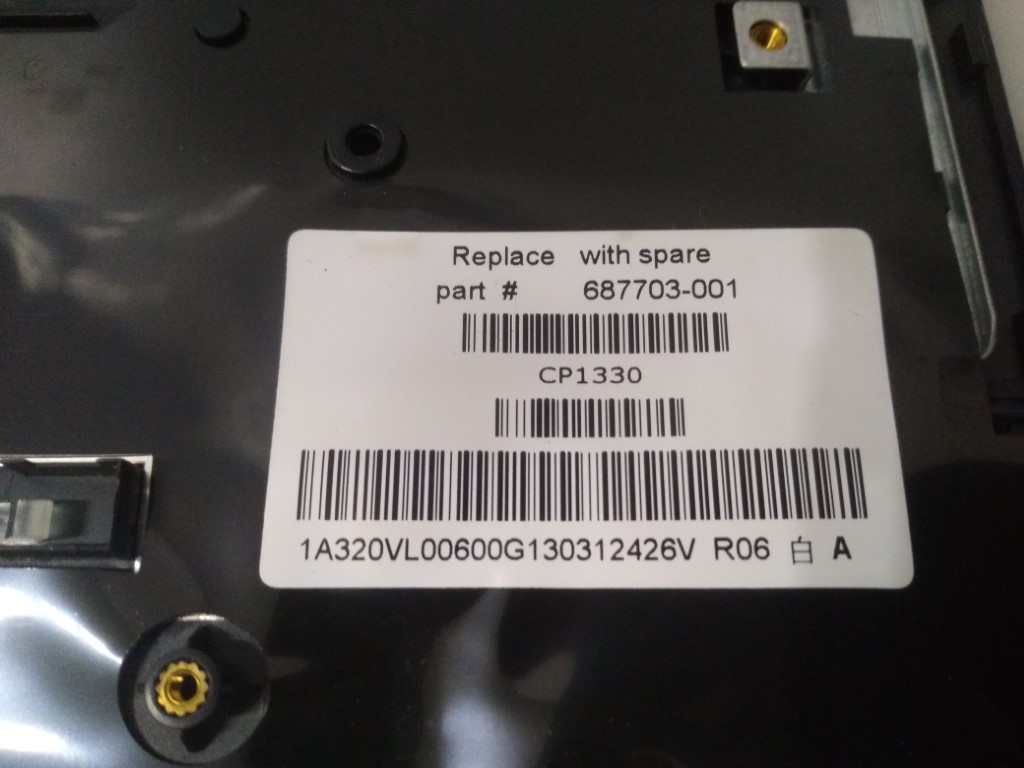 Replace with spare
part # 687703-001
CP1330
1A320VL00600G130312426V R06 白 A